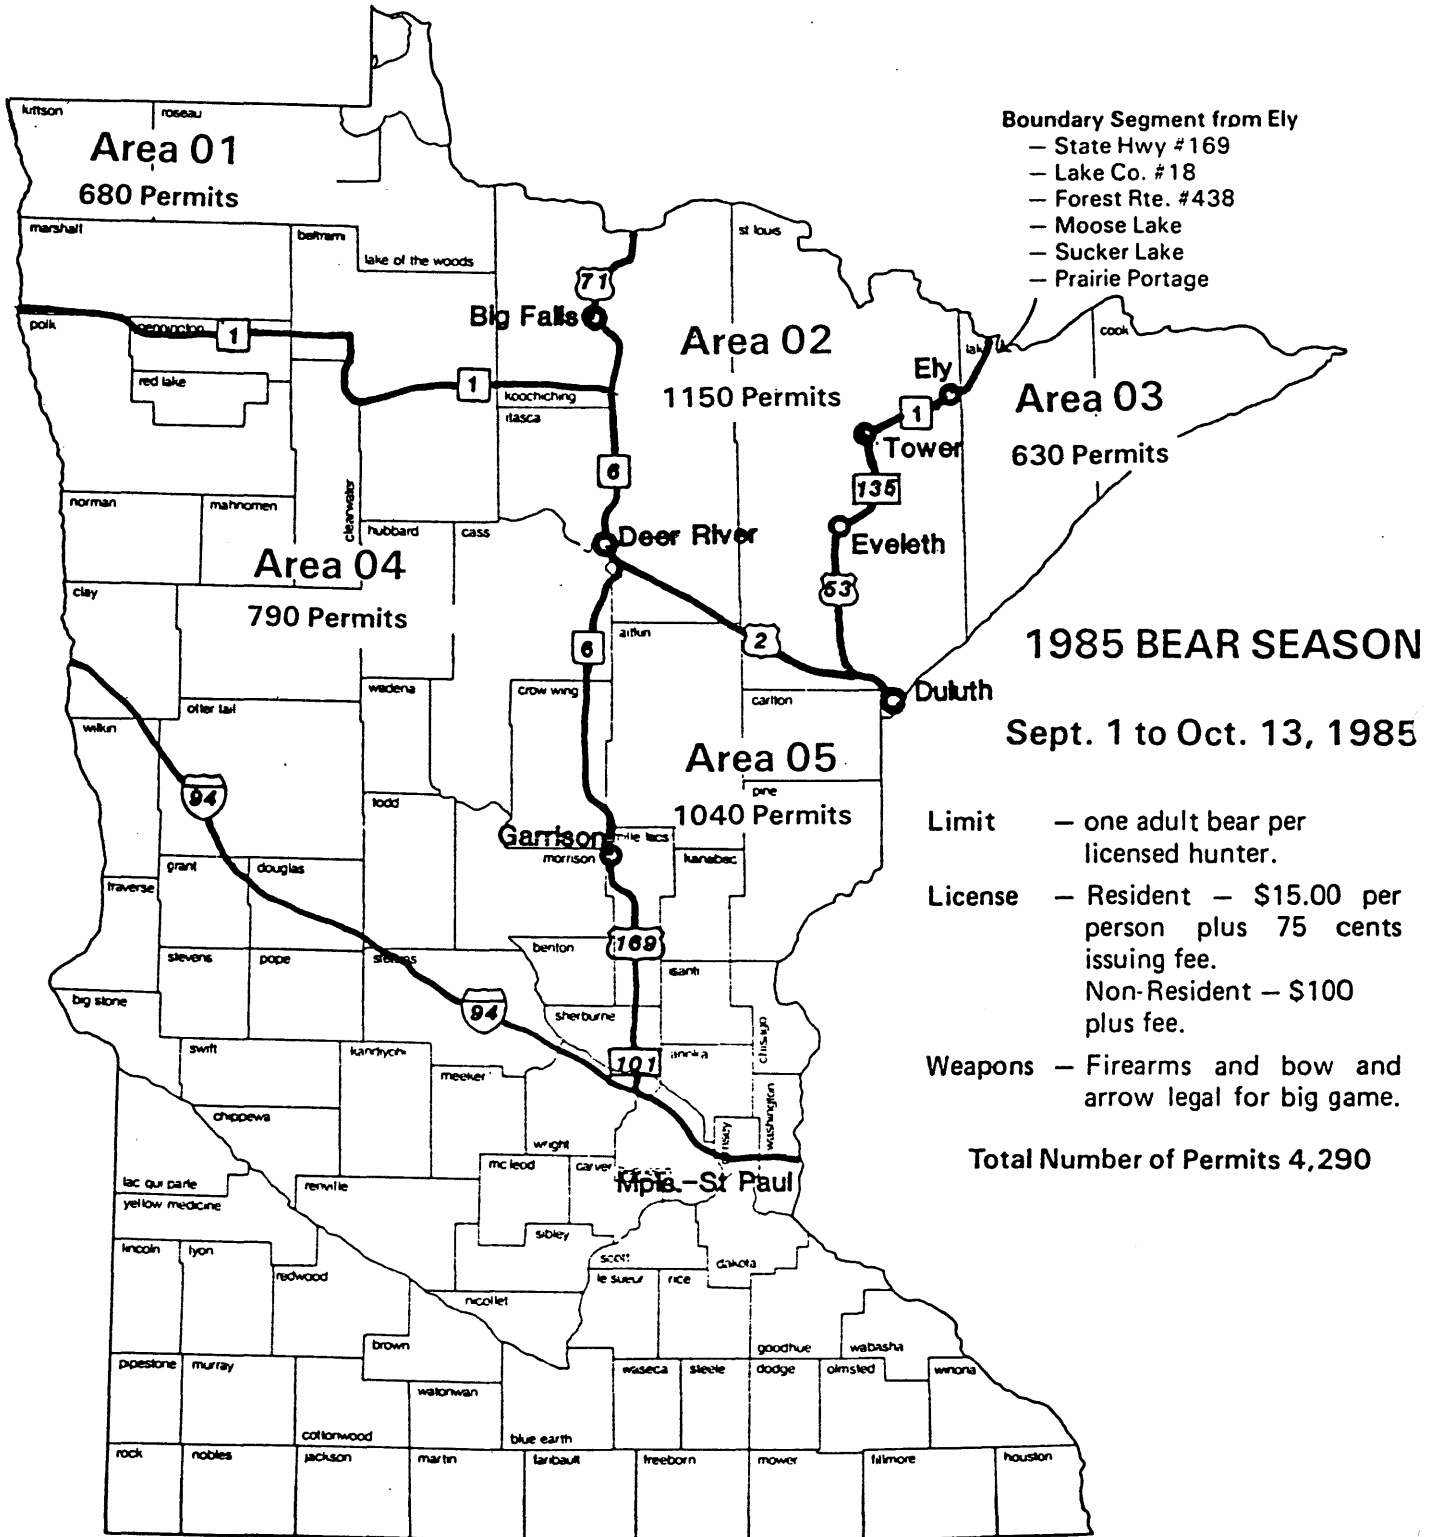 kittson
roseau
Area 01
680 Permits
Boundary Segment from Ely
— State Hwy #169
— Lake Co. #18
— Forest Rte. #438
— Moose Lake
— Sucker Lake
— Prairie Portage
marshall
beltrami
lake of the woods
st louis
71
Big Falls
polk
pennington
1
Area 02
1150 Permits
lake
cook
Ely
red lake
1
koochiching
itasca
1
Area 03
630 Permits
Tower
6
135
norman
mahnomen
clearwater
hubbard
cass
Deer River
Eveleth
Area 04
790 Permits
clay
53
aitkin
6
2
1985 BEAR SEASON
wadena
crow wing
carlton
Duluth
otter tail
wilkin
Sept. 1 to Oct. 13, 1985
Area 05
1040 Permits
pine
94
todd
Garrison
mille lacs
morrison
kanabec
Limit — one adult bear per
licensed hunter.
grant
douglas
traverse
License — Resident — $15.00 per
person plus 75 cents
issuing fee.
Non-Resident — $100
plus fee.
169
benton
stevens
pope
stearns
isanti
big stone
94
sherburne
chisago
swift
kandiyohi
101
anoka
meeker
Weapons — Firearms and bow and
arrow legal for big game.
chippewa
washington
ramsey
wright
Total Number of Permits 4,290
mc leod
carver
Mpls.-St Paul
lac qui parle
yellow medicine
renville
sibley
lincoln
lyon
scott
dakota
redwood
le sueur
rice
nicollet
brown
goodhue
wabasha
pipestone
murray
waseca
steele
dodge
olmsted
winona
watonwan
cottonwood
blue earth
rock
nobles
jackson
martin
faribault
freeborn
mower
fillmore
houston